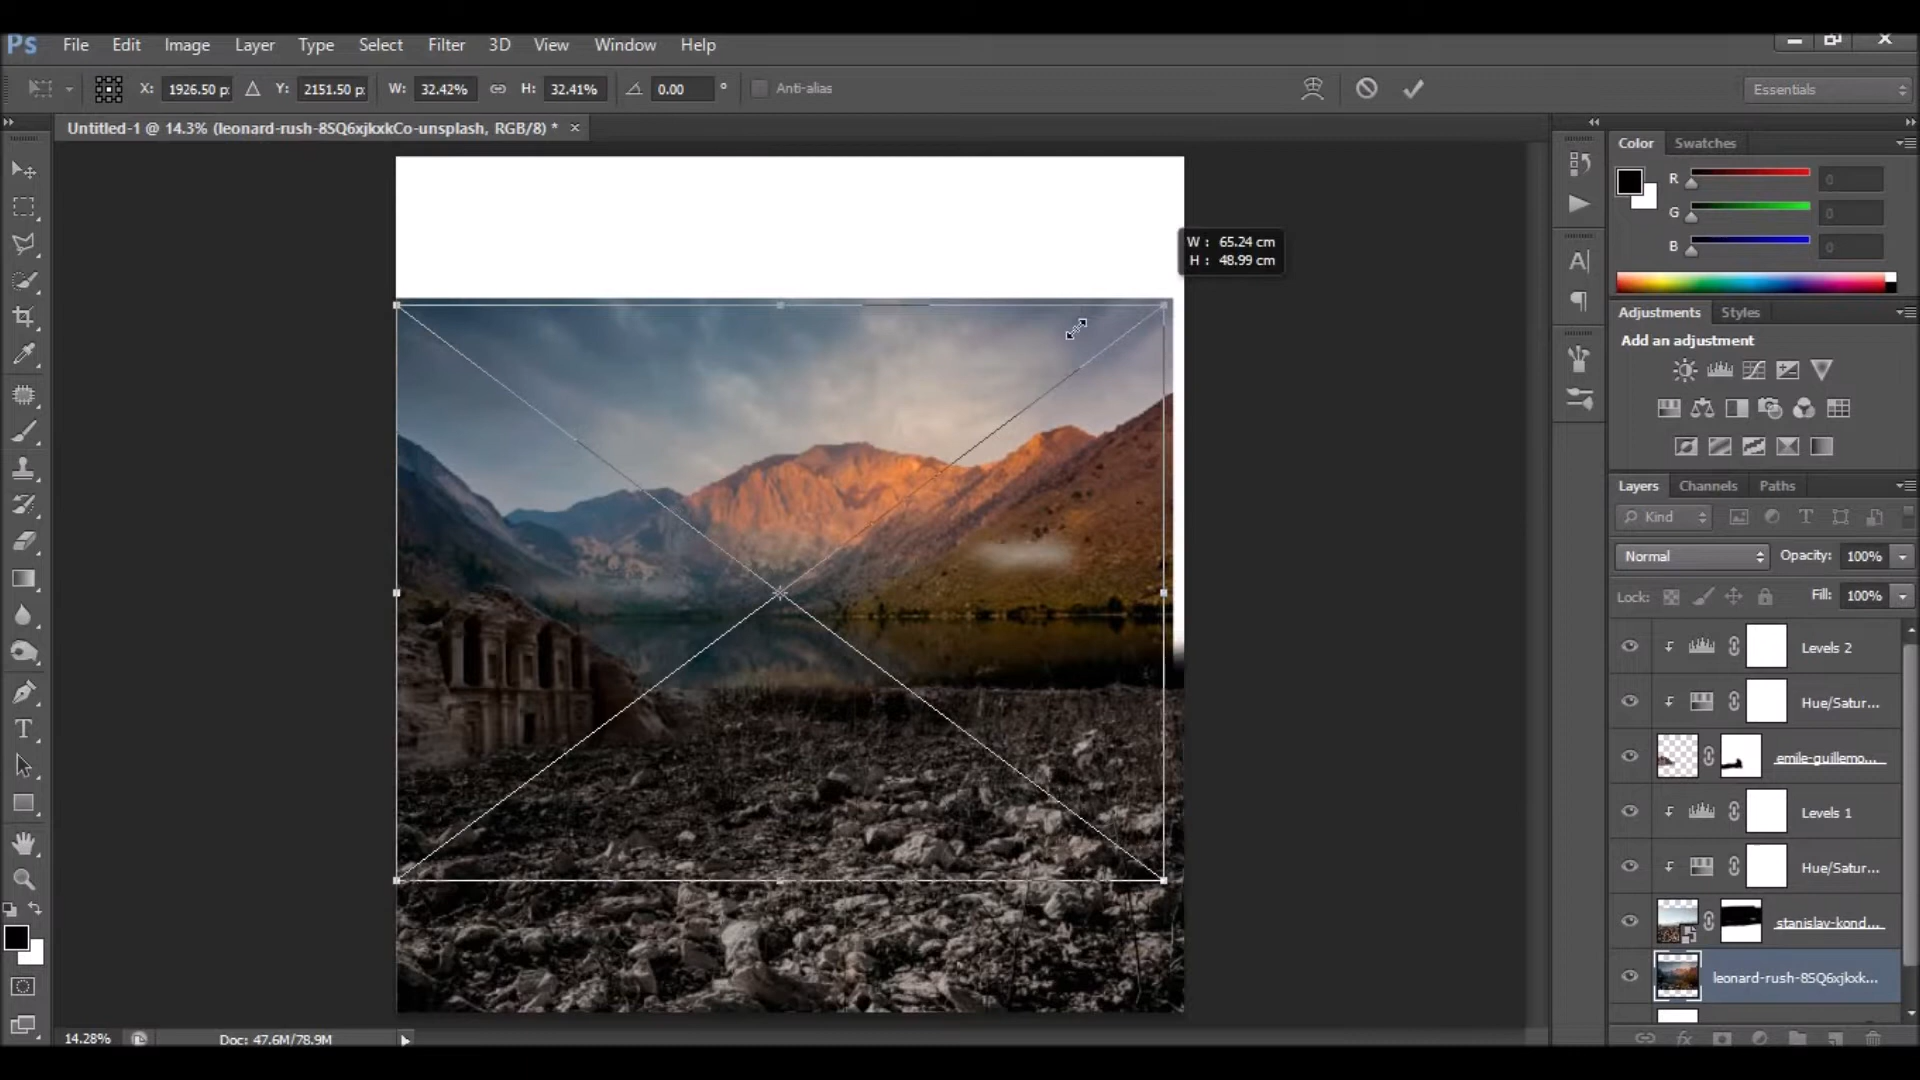 Ps File Edit Image Layer Type Select Filter 3D View Window Help
X: 1926.50 p: Y: 2151.50 p: W: 32.42% H: 32.41% 0.00 ° Anti-alias Essentials
Untitled-1 @ 14.3% (leonard-rush-8SQ6xjkxkCo-unsplash, RGB/8) * ×
Color Swatches
R 0
G 0
B 0
W : 65.24 cm
H : 48.99 cm
Adjustments Styles
Add an adjustment
Layers Channels Paths
Kind
Normal Opacity: 100%
Lock: Fill: 100%
Levels 2
Hue/Satur...
emile-guillemo...
Levels 1
Hue/Satur...
stanislav-kond...
leonard-rush-8SQ6xjkxk...
14.28% Doc: 47.6M/78.9M